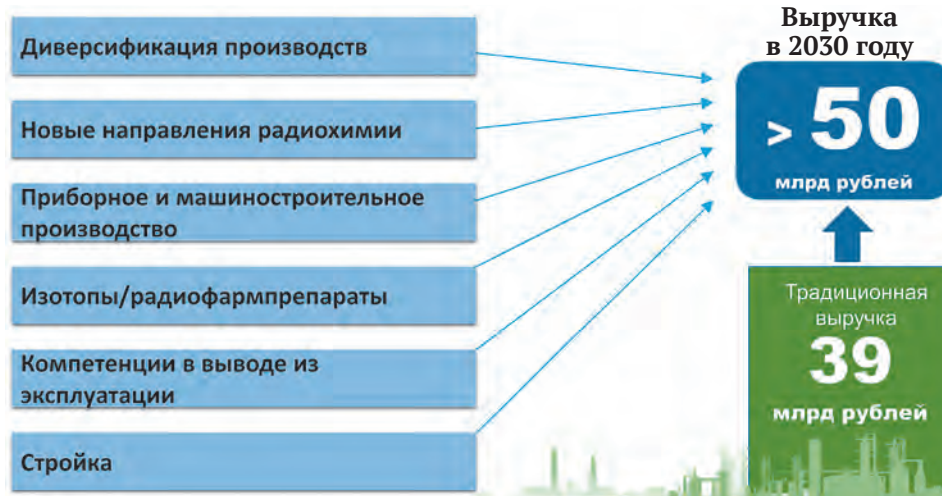 Диверсификация производств
Новые направления радиохимии
Приборное и машиностроительное
производство
Изотопы/радиофармпрепараты
Компетенции в выводе из
эксплуатации
Стройка
Выручка
в 2030 году
> 50
млрд рублей
Традиционная
выручка
39
млрд рублей